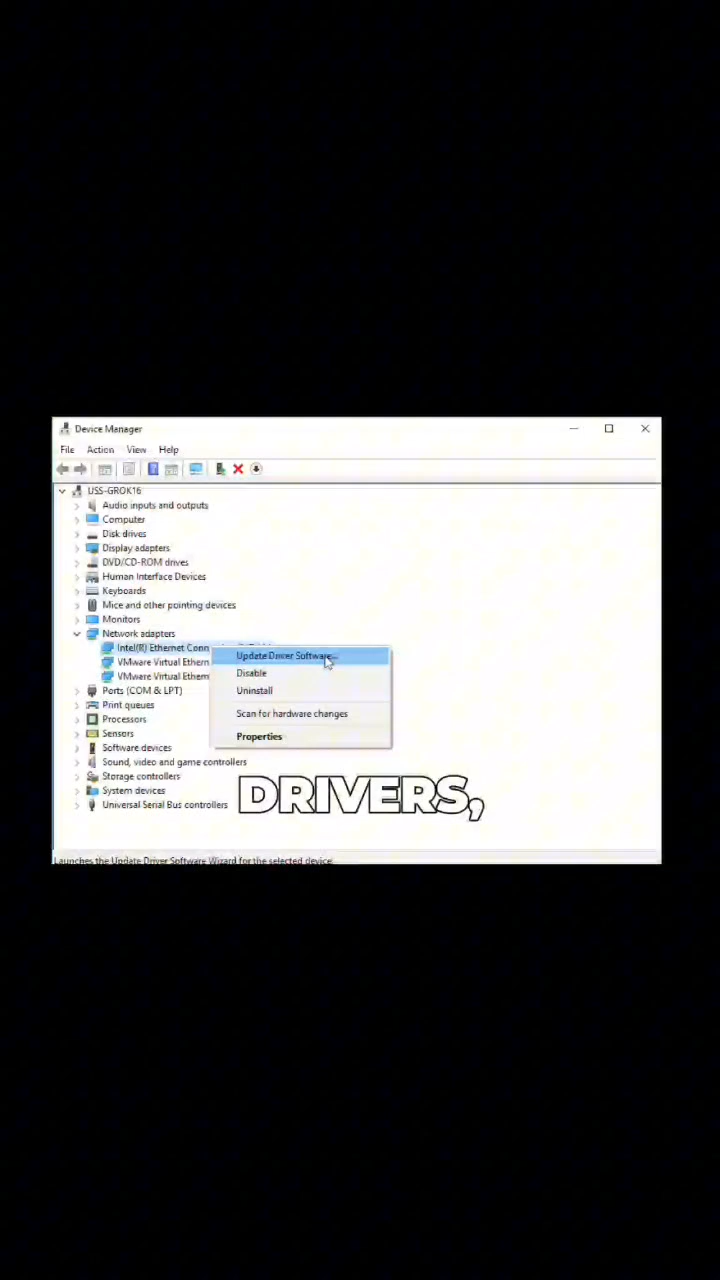 Device Manager
File Action View Help
USS-GROK16
Audio inputs and outputs
Computer
Disk drives
Display adapters
DVD/CD-ROM drives
Human Interface Devices
Keyboards
Mice and other pointing devices
Monitors
Network adapters
Intel(R) Ethernet Conn
VMware Virtual Ethern
VMware Virtual Ethern
Update Driver Software...
Disable
Uninstall
Scan for hardware changes
Properties
Ports (COM & LPT)
Print queues
Processors
Sensors
Software devices
Sound, video and game controllers
Storage controllers
System devices
Universal Serial Bus controllers
DRIVERS,
Launches the Update Driver Software Wizard for the selected device.